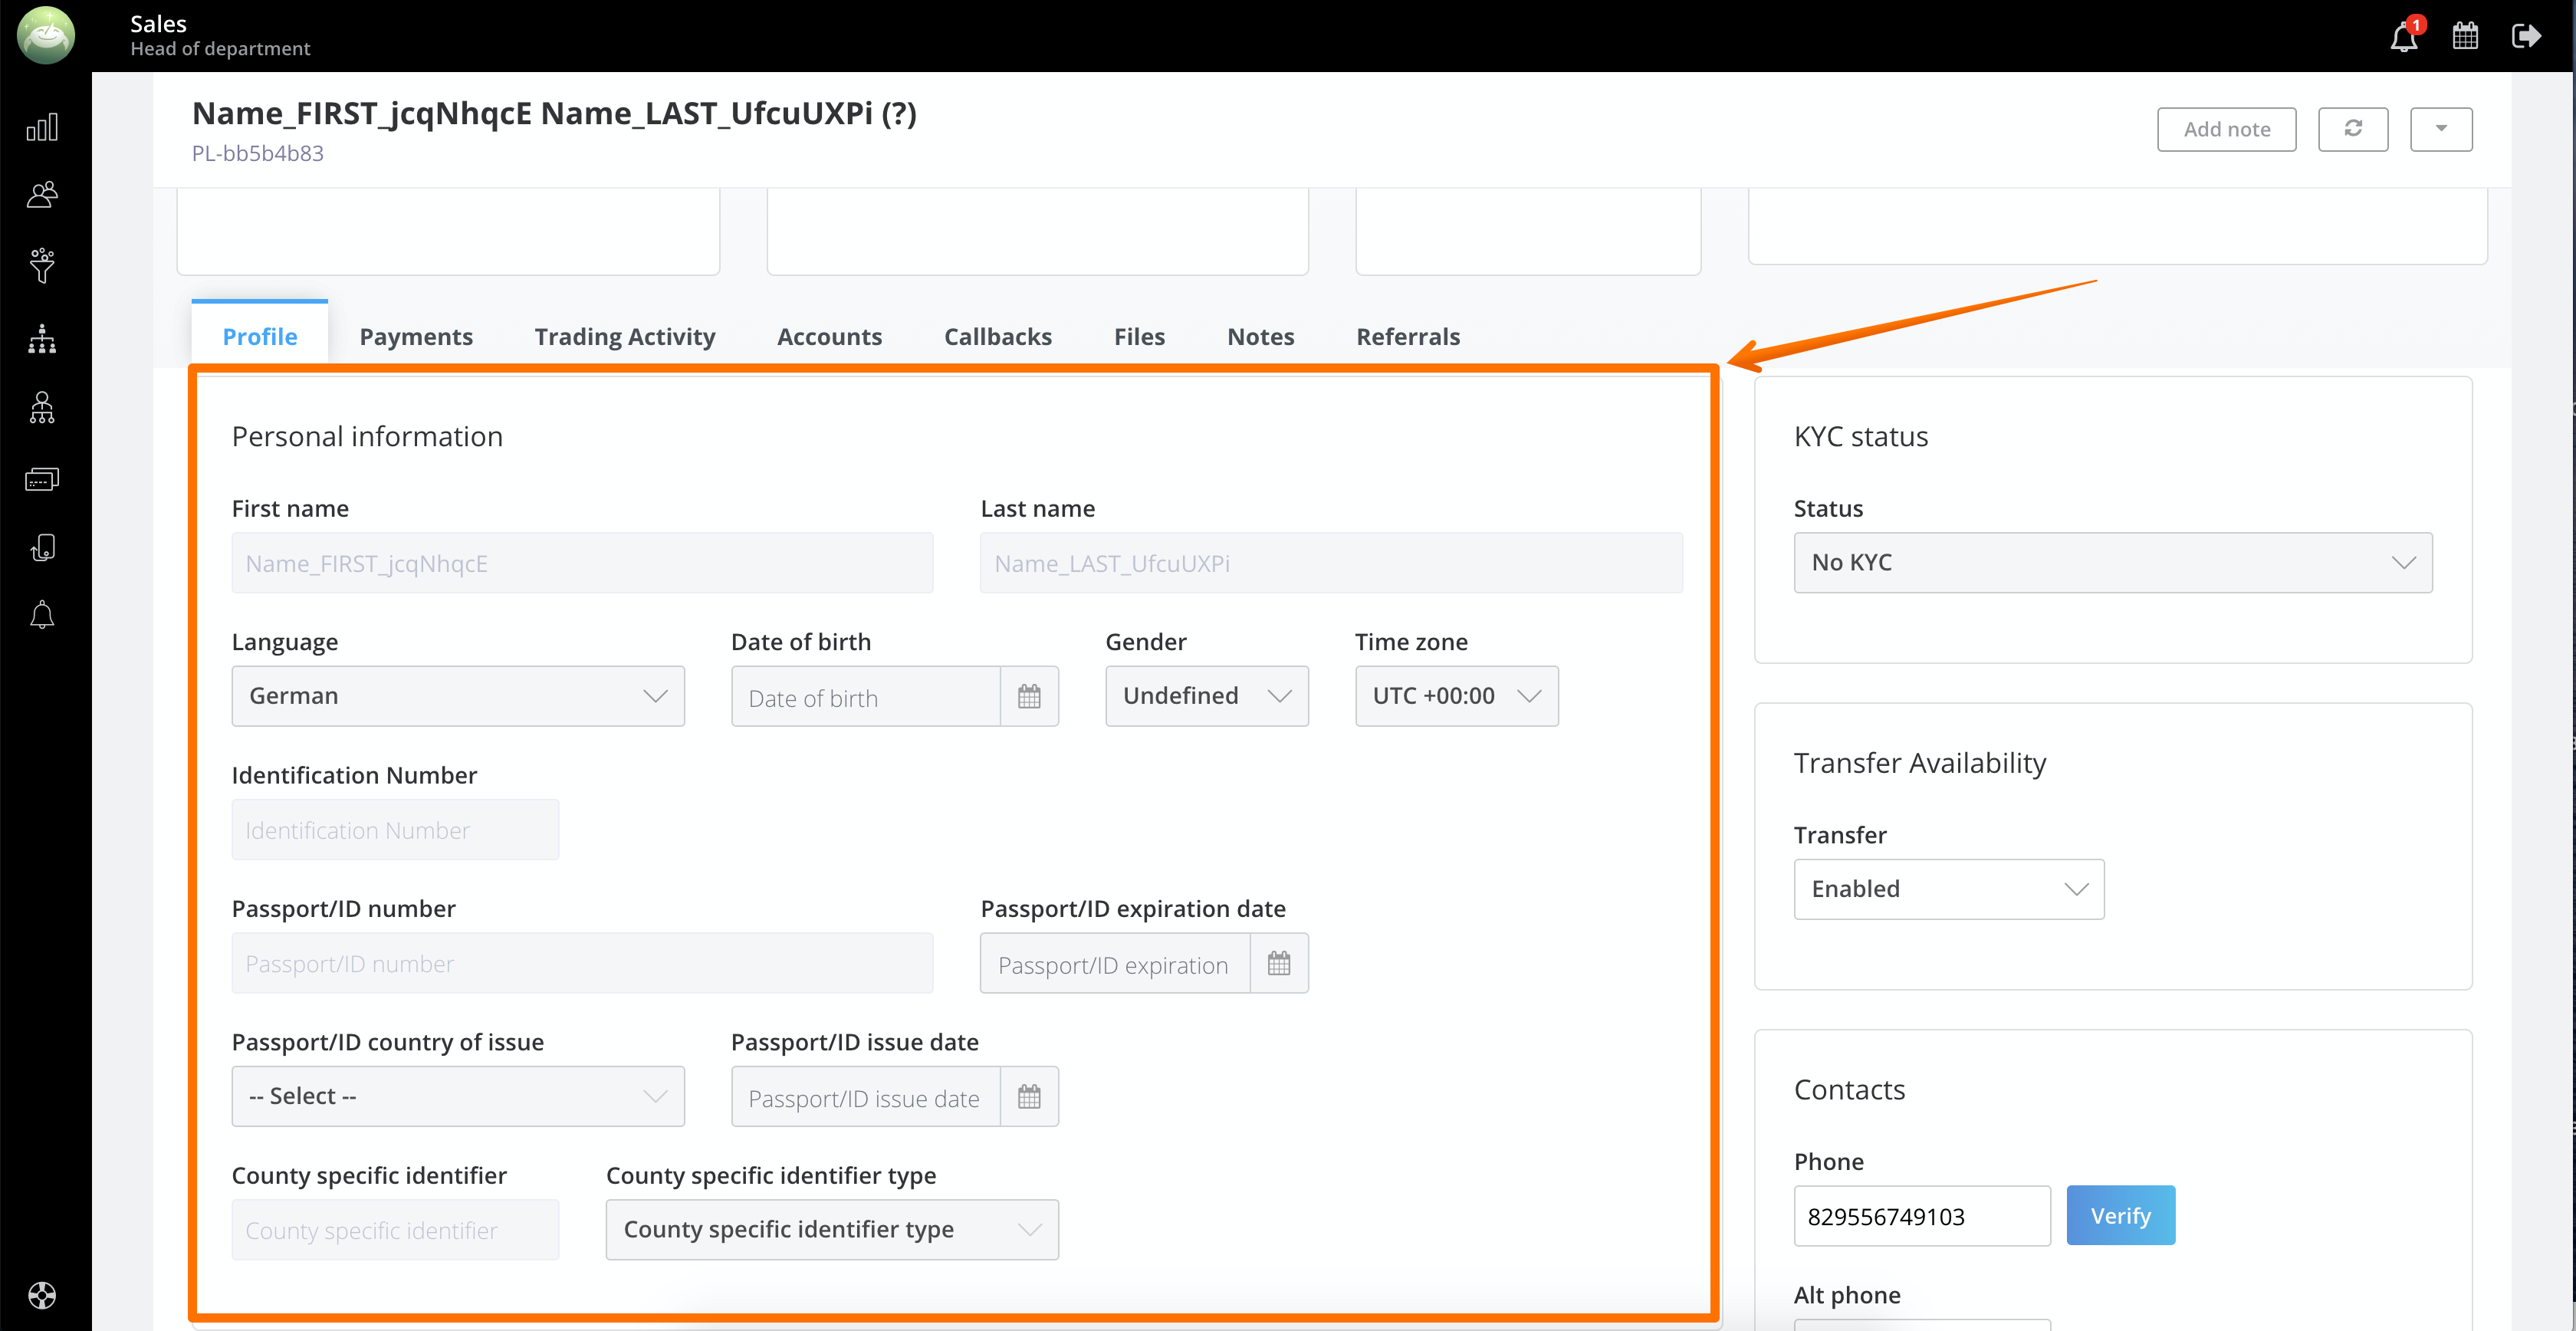 Sales
Head of department
1
Name_FIRST_jcqNhqcE Name_LAST_UfcuUXPi (?)
PL-bb5b4b83
Add note
Profile Payments Trading Activity Accounts Callbacks Files Notes Referrals
Personal information
First name Last name
Name_FIRST_jcqNhqcE Name_LAST_UfcuUXPi
Language Date of birth Gender Time zone
German Date of birth Undefined UTC +00:00
Identification Number
Identification Number
Passport/ID number Passport/ID expiration date
Passport/ID number Passport/ID expiration
Passport/ID country of issue Passport/ID issue date
-- Select -- Passport/ID issue date
County specific identifier County specific identifier type
County specific identifier County specific identifier type
KYC status
Status
No KYC
Transfer Availability
Transfer
Enabled
Contacts
Phone
829556749103 Verify
Alt phone